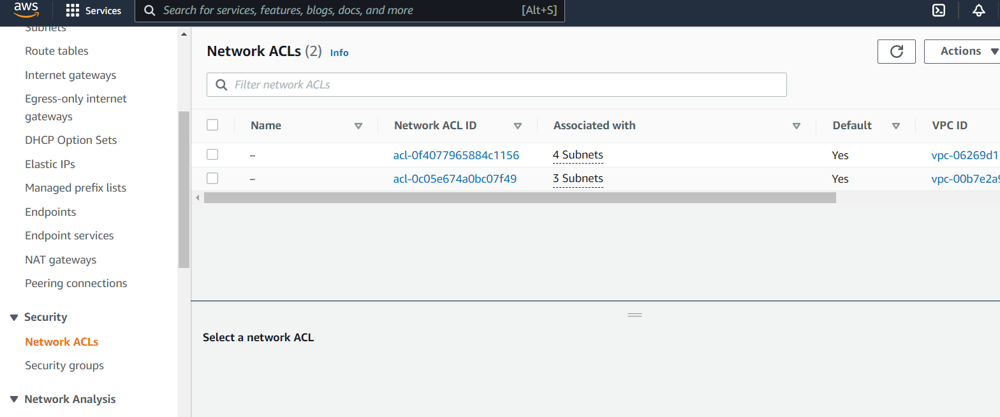 aws
Services
Search for services, features, blogs, docs, and more [Alt+S]
Subnets
Route tables
Internet gateways
Egress-only internet
gateways
DHCP Option Sets
Elastic IPs
Managed prefix lists
Endpoints
Endpoint services
NAT gateways
Peering connections
Security
Network ACLs
Security groups
Network Analysis
Network ACLs (2) Info
Actions
Filter network ACLs
Name Network ACL ID Associated with Default VPC ID
– acl-0f4077965884c1156 4 Subnets Yes vpc-06269d1
– acl-0c05e674a0bc07f49 3 Subnets Yes vpc-00b7e2a9
Select a network ACL